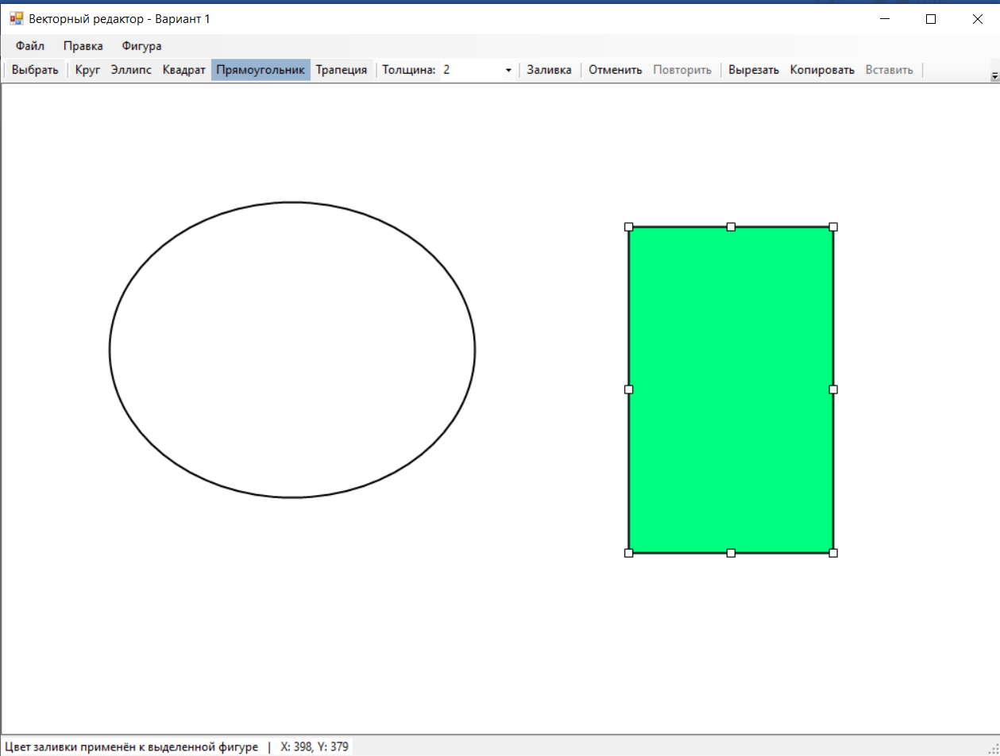 Векторный редактор - Вариант 1
Файл Правка Фигура
Выбрать Круг Эллипс Квадрат Прямоугольник Трапеция Толщина: 2 Заливка Отменить Повторить Вырезать Копировать Вставить
Цвет заливки применён к выделенной фигуре | X: 398, Y: 379